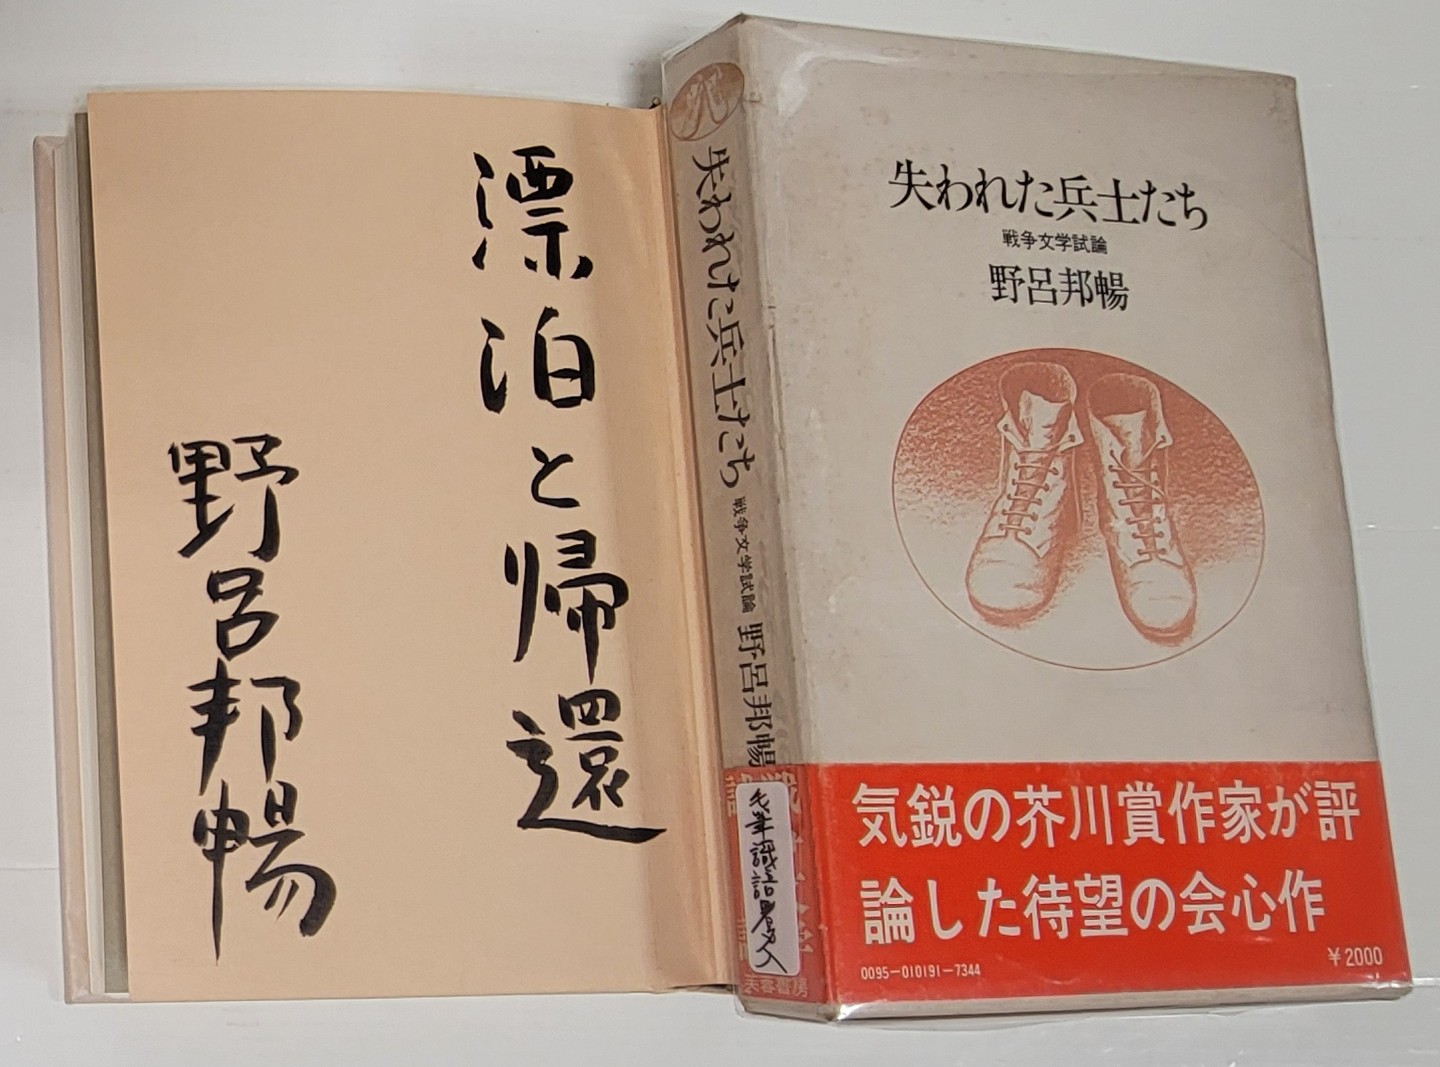 漂泊と帰還
野呂邦暢
失われた兵士たち
戦争文学試論
野呂邦暢
芙蓉書房
失われた兵士たち
戦争文学試論
野呂邦暢
気鋭の芥川賞作家が評
論した待望の会心作
0095-010191-7344
¥2000